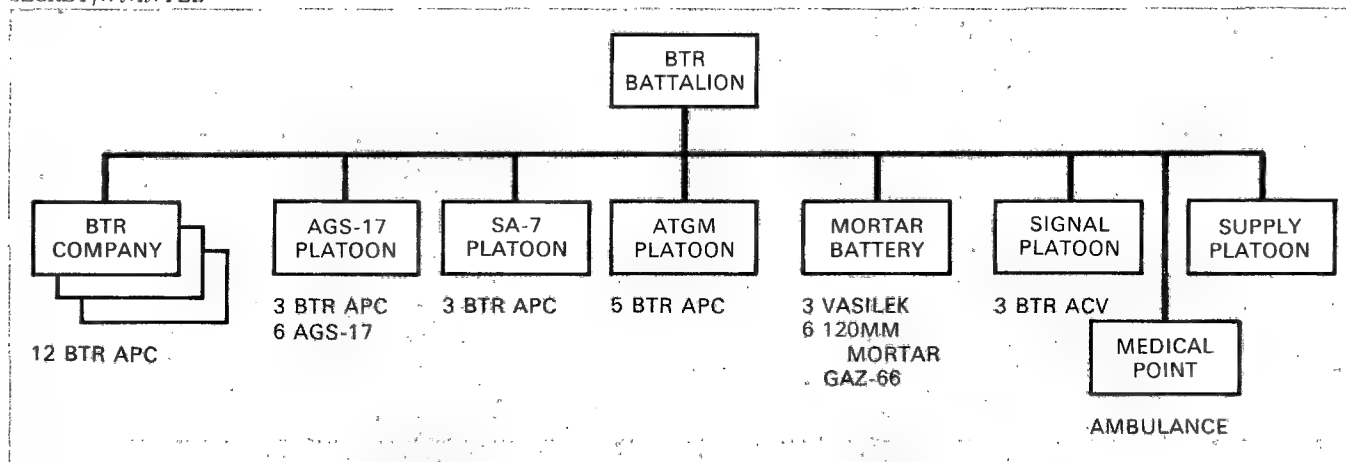 BTR
BATTALION
BTR
COMPANY
12 BTR APC
AGS-17
PLATOON
3 BTR APC
6 AGS-17
SA-7
PLATOON
3 BTR APC
ATGM
PLATOON
5 BTR APC
MORTAR
BATTERY
3 VASILEK
6 120MM
MORTAR
GAZ-66
SIGNAL
PLATOON
3 BTR ACV
MEDICAL
POINT
AMBULANCE
SUPPLY
PLATOON